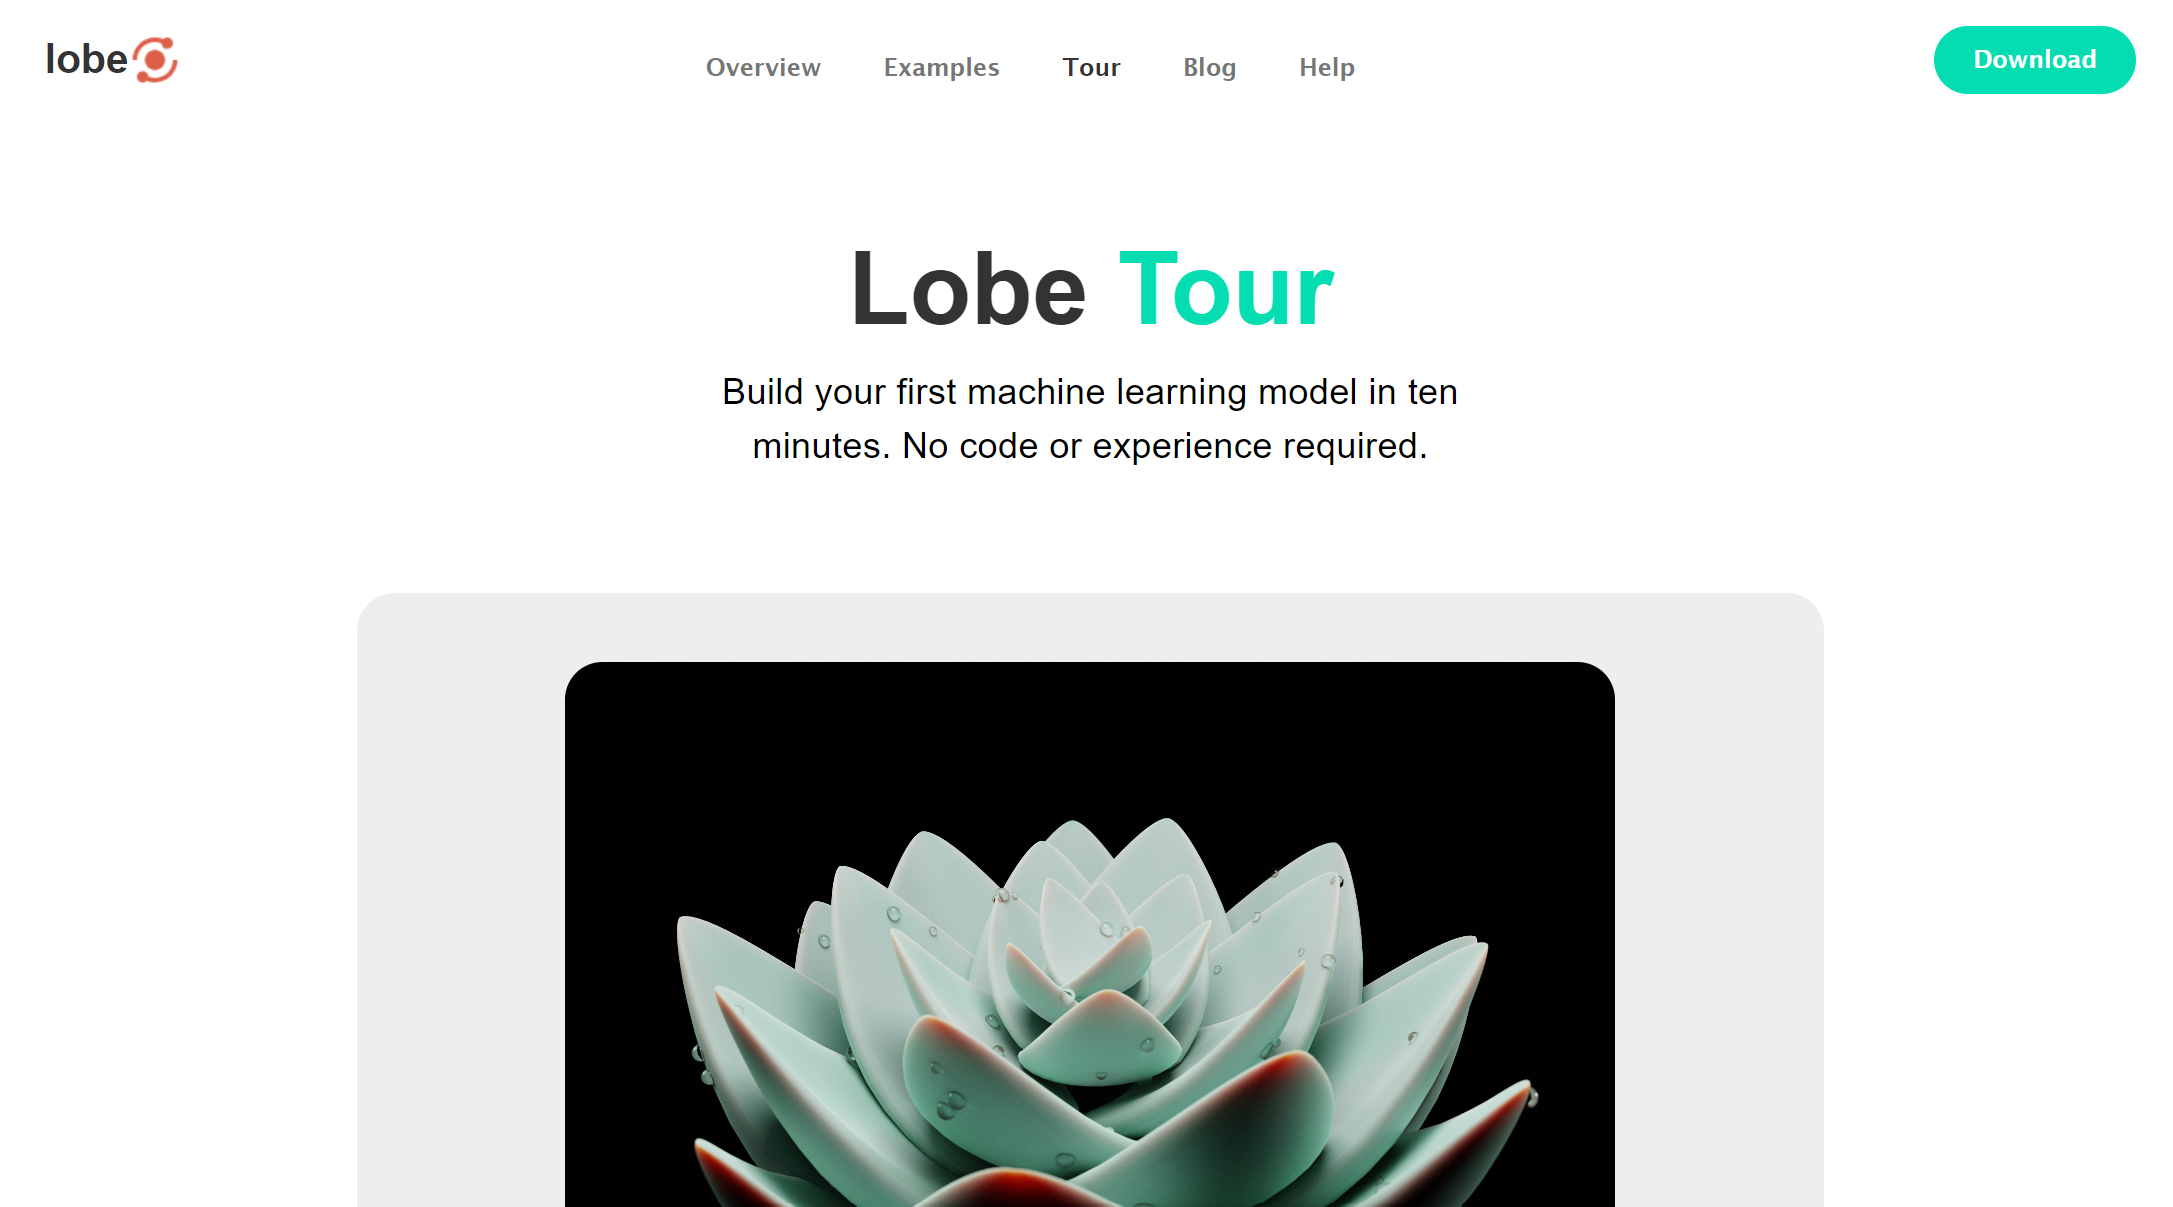 lobe
Overview Examples Tour Blog Help
Download
Lobe Tour
Build your first machine learning model in ten
minutes. No code or experience required.